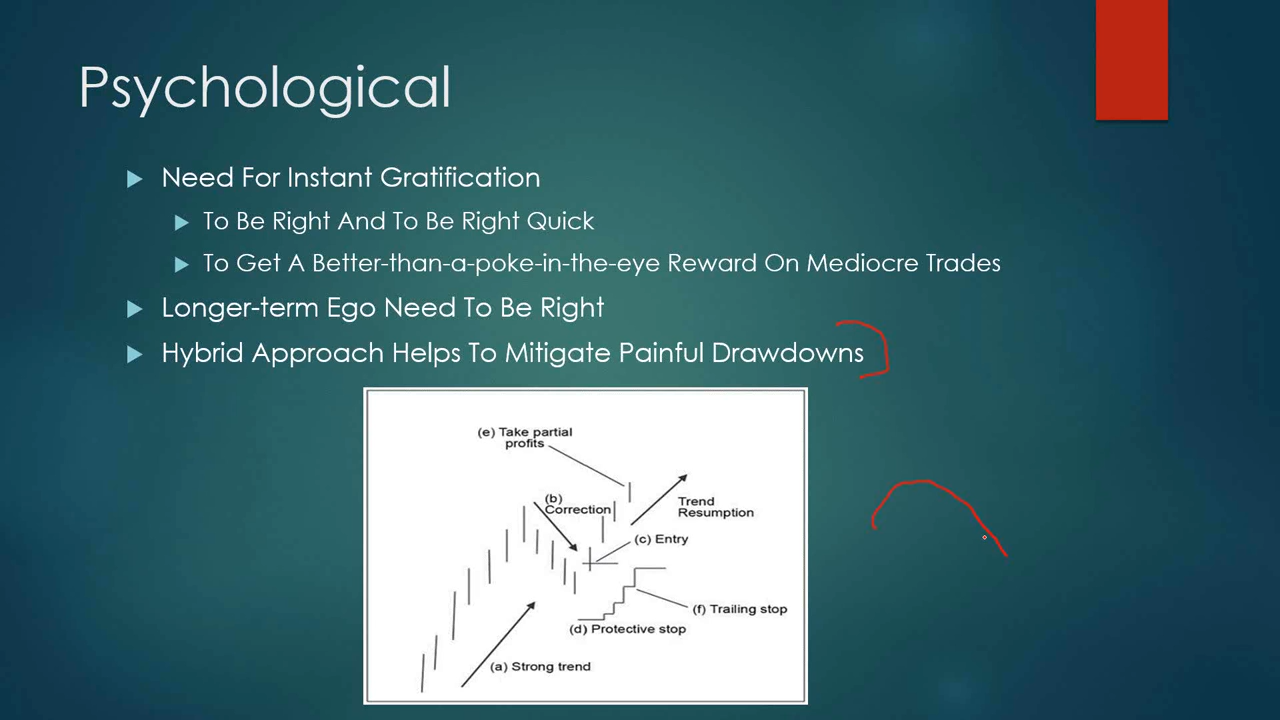 Psychological
Need For Instant Gratification
To Be Right And To Be Right Quick
To Get A Better-than-a-poke-in-the-eye Reward On Mediocre Trades
Longer-term Ego Need To Be Right
Hybrid Approach Helps To Mitigate Painful Drawdowns
(e) Take partial
profits
(b)
Correction
Trend
Resumption
(c) Entry
(f) Trailing stop
(d) Protective stop
(a) Strong trend